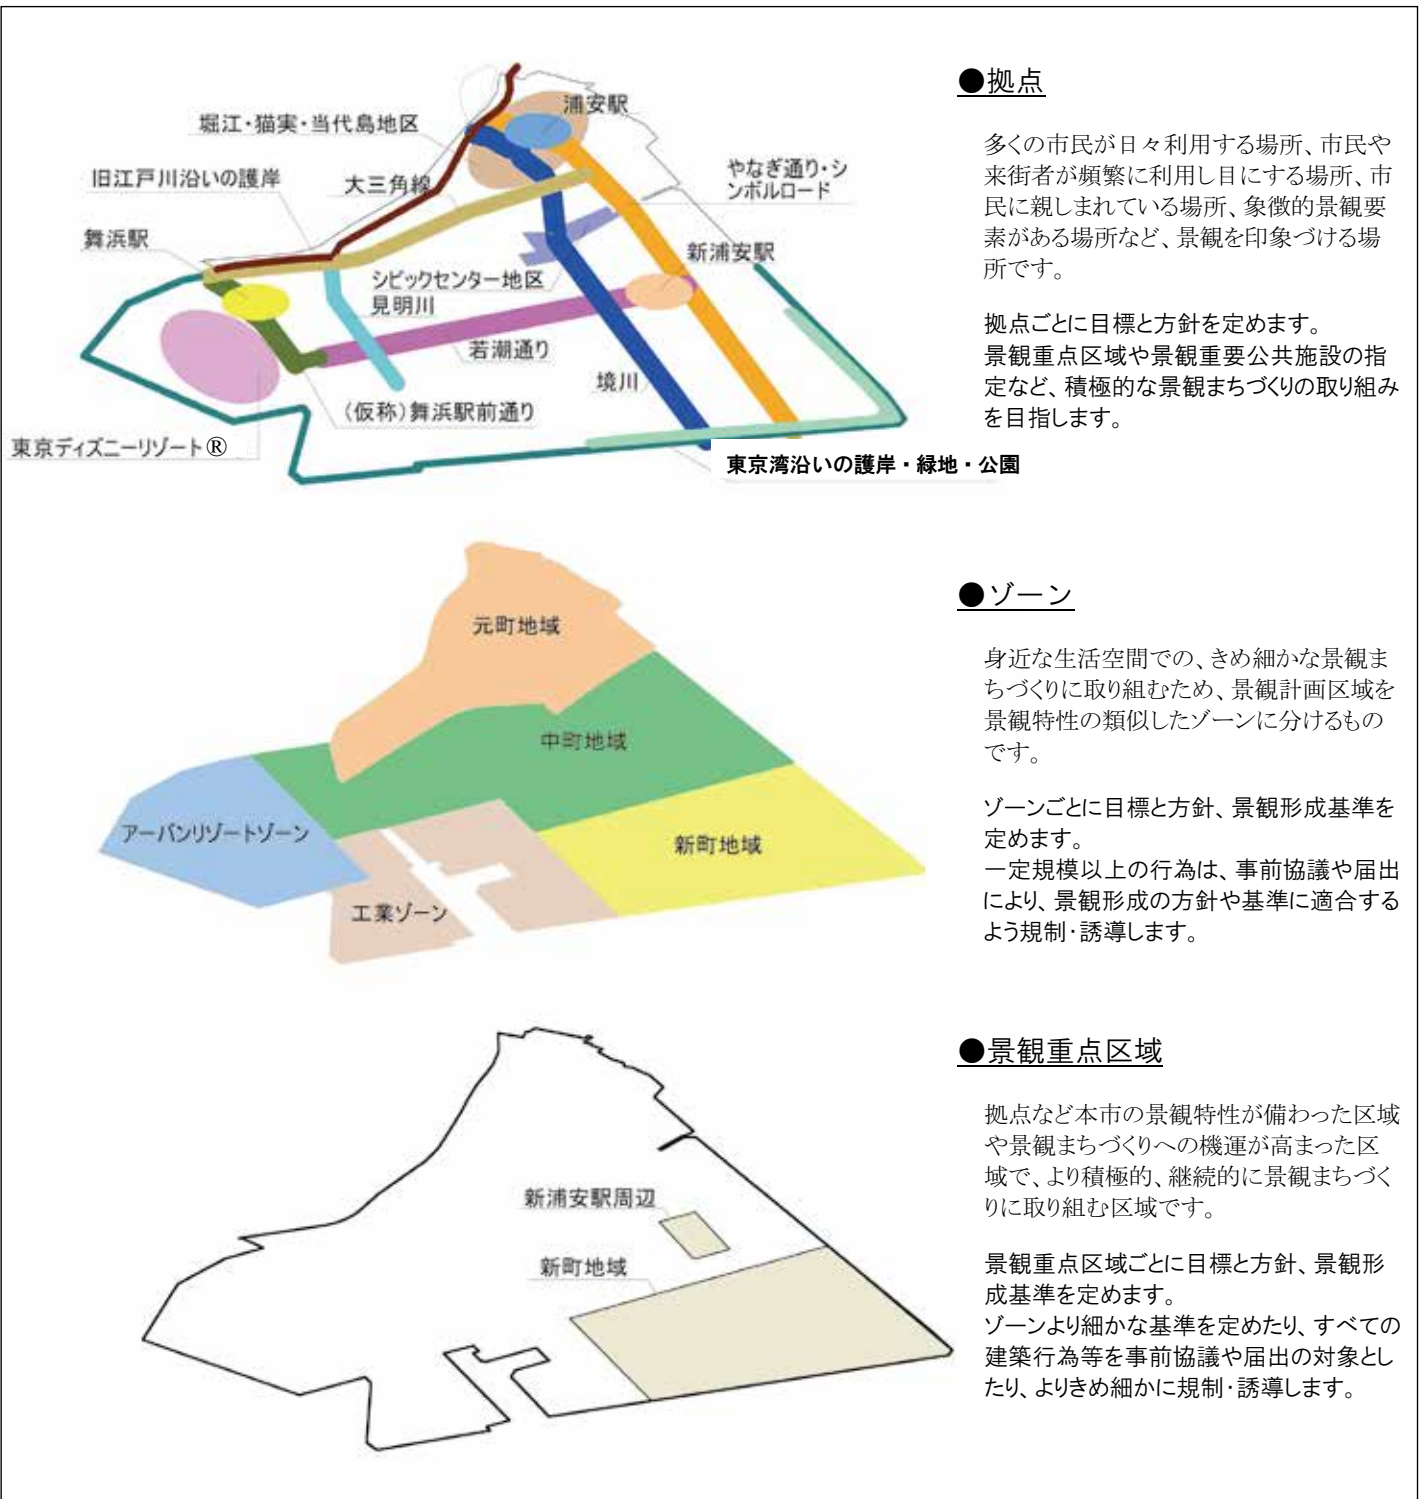 浦安駅
堀江・猫実・当代島地区
旧江戸川沿いの護岸
大三角線
やなぎ通り・シ
ンボルロード
舞浜駅
新浦安駅
シビックセンター地区
見明川
若潮通り
境川
(仮称)舞浜駅前通り
東京ディズニーリゾート®
東京湾沿いの護岸・緑地・公園
●拠点
多くの市民が日々利用する場所、市民や
来街者が頻繁に利用し目にする場所、市
民に親しまれている場所、象徴的景観要
素がある場所など、景観を印象づける場
所です。
拠点ごとに目標と方針を定めます。
景観重点区域や景観重要公共施設の指
定など、積極的な景観まちづくりの取り組み
を目指します。
元町地域
中町地域
アーバンリゾートゾーン
新町地域
工業ゾーン
●ゾーン
身近な生活空間での、きめ細かな景観ま
ちづくりに取り組むため、景観計画区域を
景観特性の類似したゾーンに分けるもの
です。
ゾーンごとに目標と方針、景観形成基準を
定めます。
一定規模以上の行為は、事前協議や届出
により、景観形成の方針や基準に適合する
よう規制・誘導します。
新浦安駅周辺
新町地域
●景観重点区域
拠点など本市の景観特性が備わった区域
や景観まちづくりへの機運が高まった区
域で、より積極的、継続的に景観まちづく
りに取り組む区域です。
景観重点区域ごとに目標と方針、景観形
成基準を定めます。
ゾーンより細かな基準を定めたり、すべての
建築行為等を事前協議や届出の対象とし
たり、よりきめ細かに規制・誘導します。